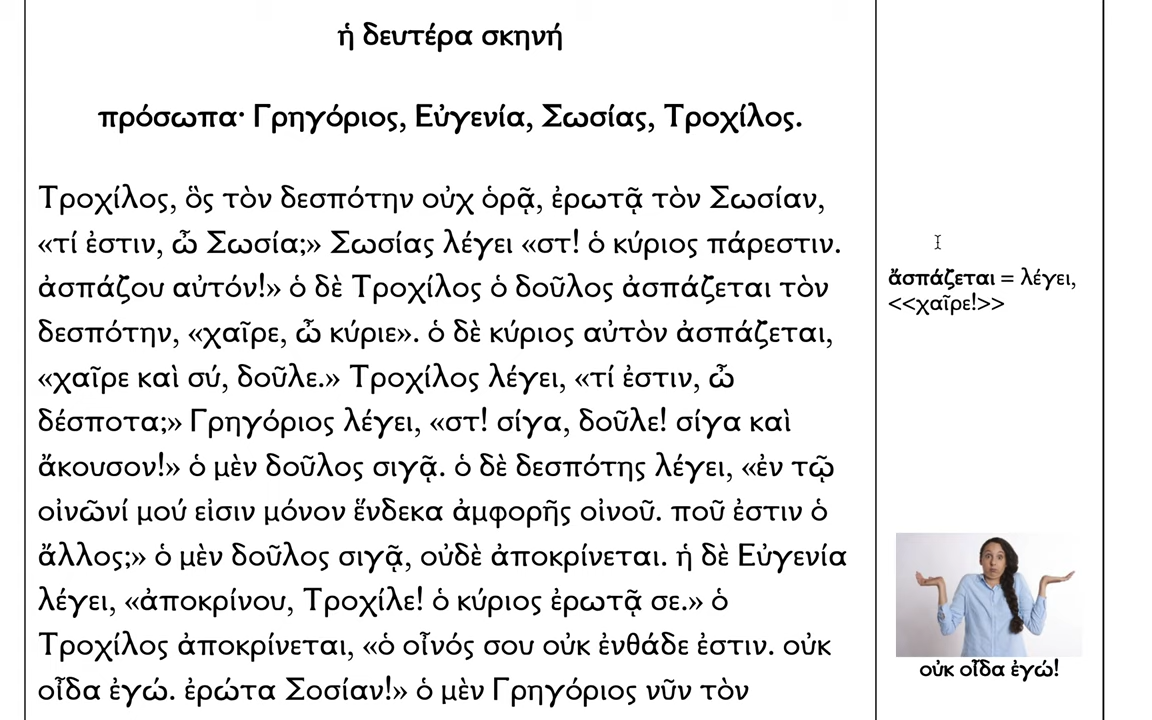 ἡ δευτέρα σκηνή
πρόσωπα· Γρηγόριος, Εὐγενία, Σωσίας, Τροχίλος.
Τροχίλος, ὃς τὸν δεσπότην οὐχ ὁρᾷ, ἐρωτᾷ τὸν Σωσίαν,
«τί ἐστιν, ὦ Σωσία;» Σωσίας λέγει «στ! ὁ κύριος πάρεστιν.
ἀσπάζου αὐτόν!» ὁ δὲ Τροχίλος ὁ δοῦλος ἀσπάζεται τὸν
δεσπότην, «χαῖρε, ὦ κύριε». ὁ δὲ κύριος αὐτὸν ἀσπάζεται,
«χαῖρε καὶ σύ, δοῦλε.» Τροχίλος λέγει, «τί ἐστιν, ὦ
δέσποτα;» Γρηγόριος λέγει, «στ! σίγα, δοῦλε! σίγα καὶ
ἄκουσον!» ὁ μὲν δοῦλος σιγᾷ. ὁ δὲ δεσπότης λέγει, «ἐν τῷ
οἰνῶνί μού εἰσιν μόνον ἕνδεκα ἀμφορῆς οἰνοῦ. ποῦ ἐστιν ὁ
ἄλλος;» ὁ μὲν δοῦλος σιγᾷ, οὐδὲ ἀποκρίνεται. ἡ δὲ Εὐγενία
λέγει, «ἀποκρίνου, Τροχίλε! ὁ κύριος ἐρωτᾷ σε.» ὁ
Τροχίλος ἀποκρίνεται, «ὁ οἶνός σου οὐκ ἐνθάδε ἐστιν. οὐκ
οἶδα ἐγώ. ἐρώτα Σοσίαν!» ὁ μὲν Γρηγόριος νῦν τὸν
ἄσπάζεται = λέγει,
<<χαῖρε!>>
οὐκ οἶδα ἐγώ!